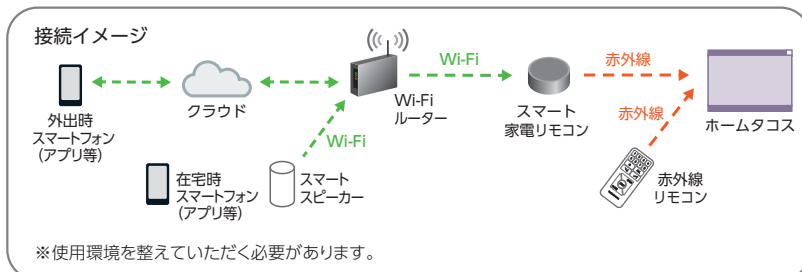 接続イメージ
Wi-Fi
赤外線
クラウド
Wi-Fi
ルーター
スマート
家電リモコン
赤外線
ホームタコス
外出時
スマートフォン
(アプリ等)
Wi-Fi
在宅時
スマートフォン
(アプリ等)
スマート
スピーカー
赤外線
リモコン
※使用環境を整えていただく必要があります。